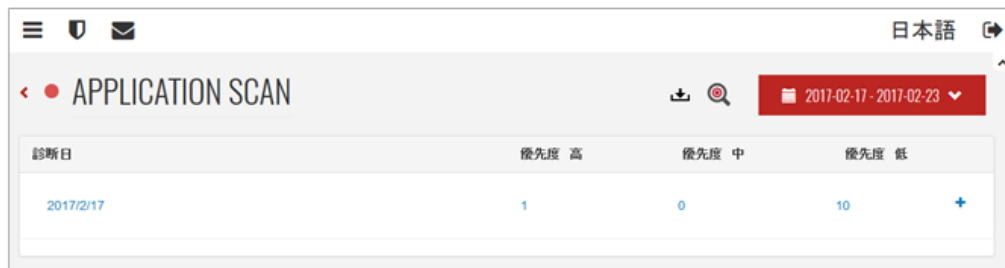 日本語
APPLICATION SCAN
2017-02-17 - 2017-02-23
診断日 優先度 高 優先度 中 優先度 低
2017/2/17 1 0 10 +